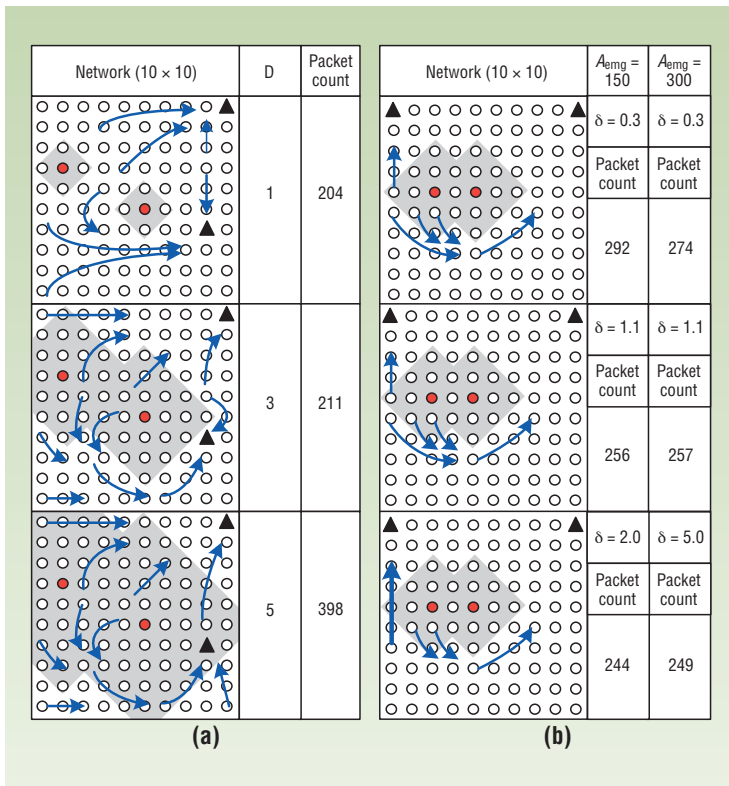 Network (10 × 10) D Packet count
1 204
3 211
5 398
(a)
Network (10 × 10) Aemg = 150 Aemg = 300
δ = 0.3 δ = 0.3
Packet count Packet count
292 274
δ = 1.1 δ = 1.1
Packet count Packet count
256 257
δ = 2.0 δ = 5.0
Packet count Packet count
244 249
(b)